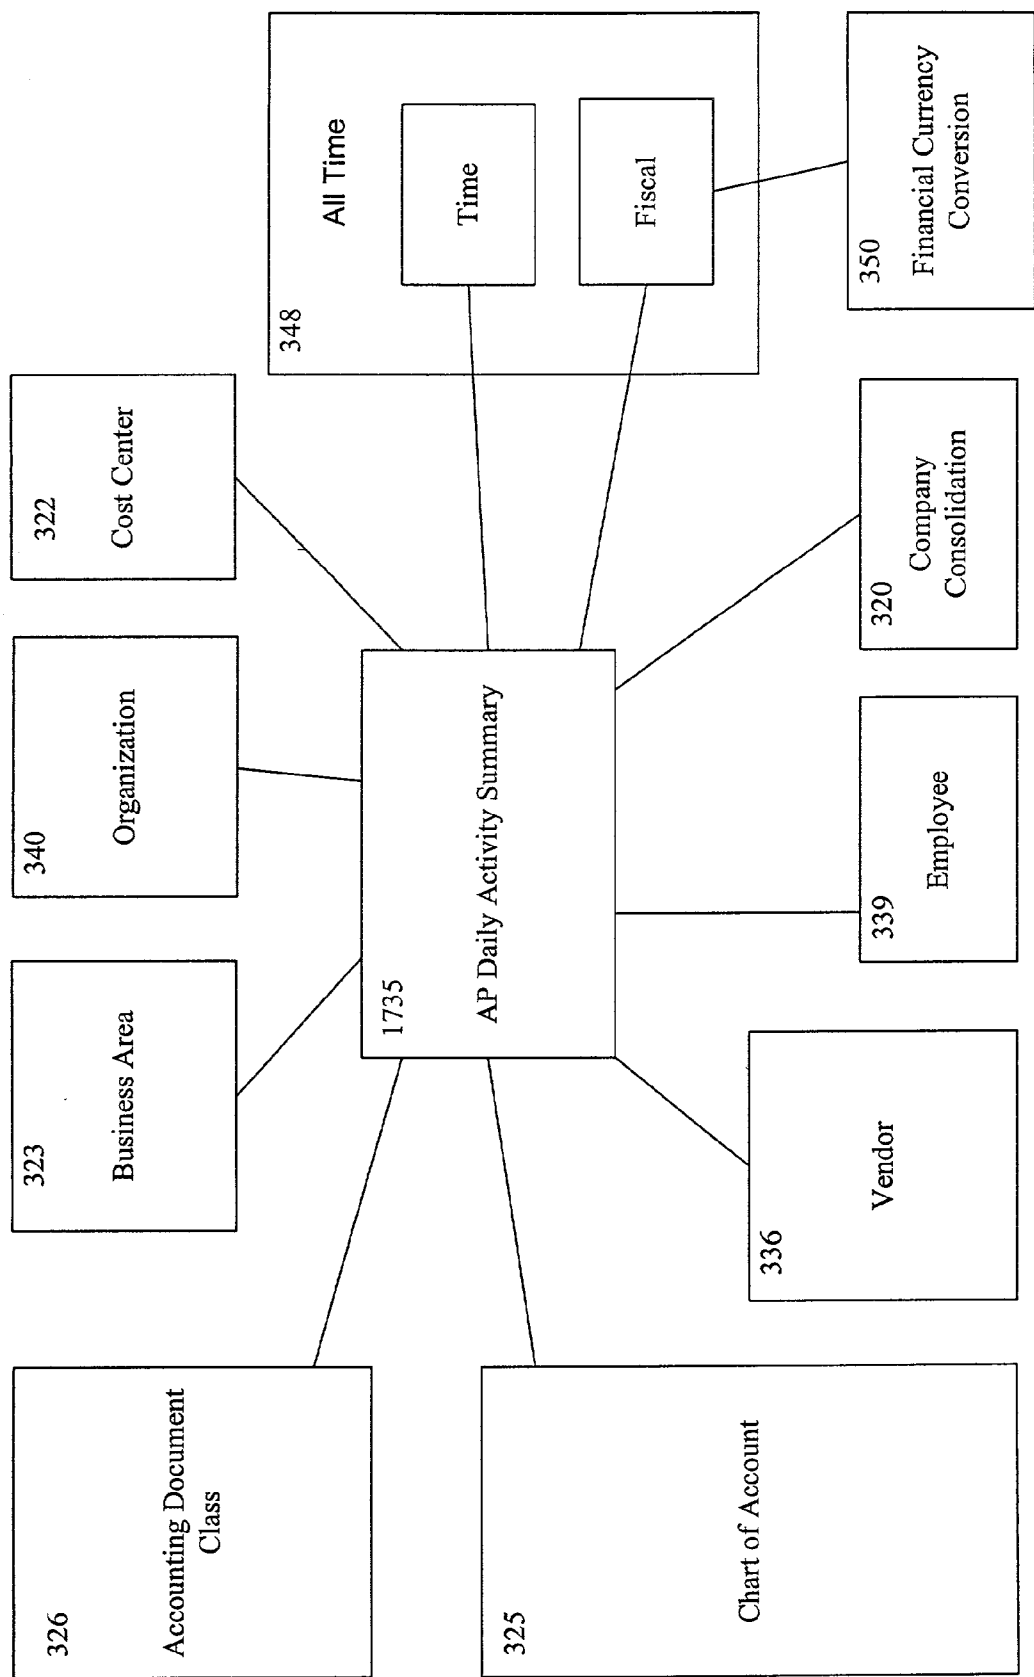 326
Accounting Document
Class
323
Business Area
340
Organization
322
Cost Center
348
All Time
Time
Fiscal
1735
AP Daily Activity Summary
325
Chart of Account
336
Vendor
339
Employee
320
Company
Consolidation
350
Financial Currency
Conversion